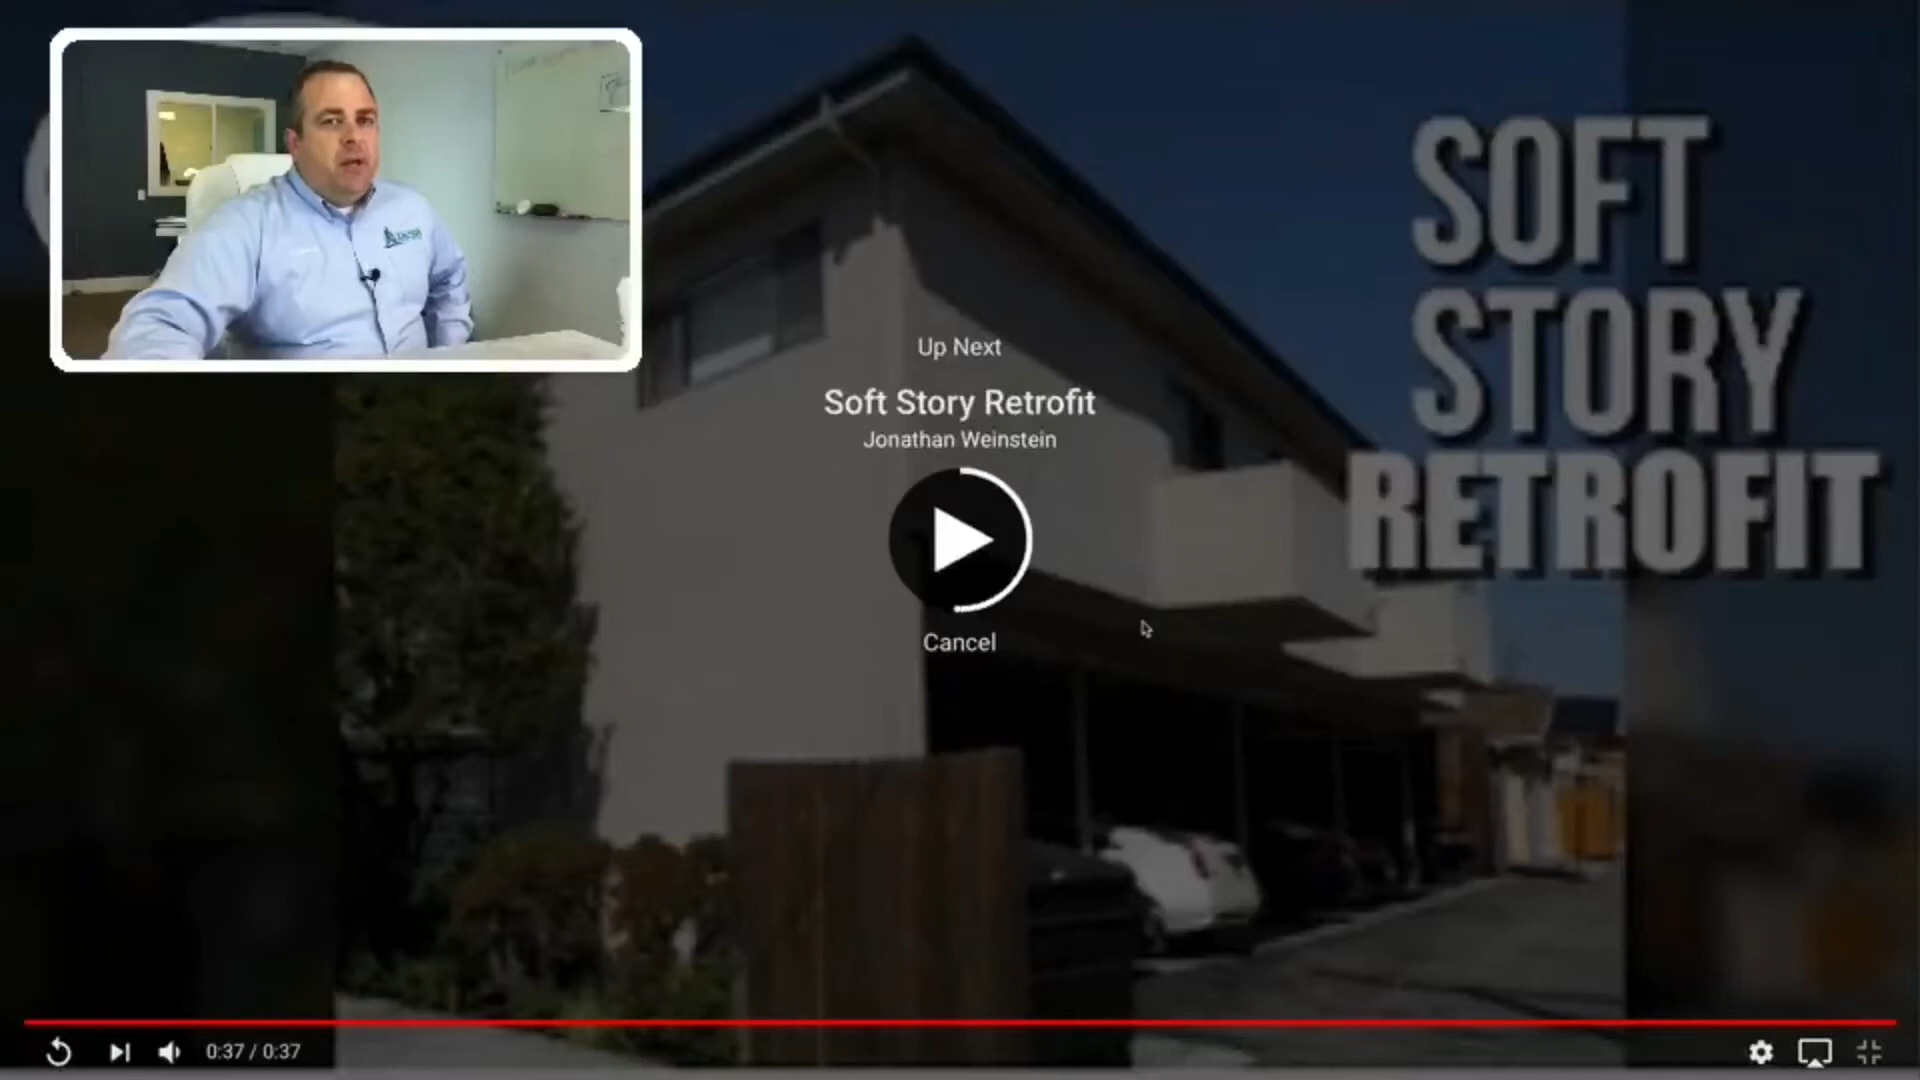 SOFT
STORY
RETROFIT
Up Next
Soft Story Retrofit
Jonathan Weinstein
Cancel
0:37 / 0:37